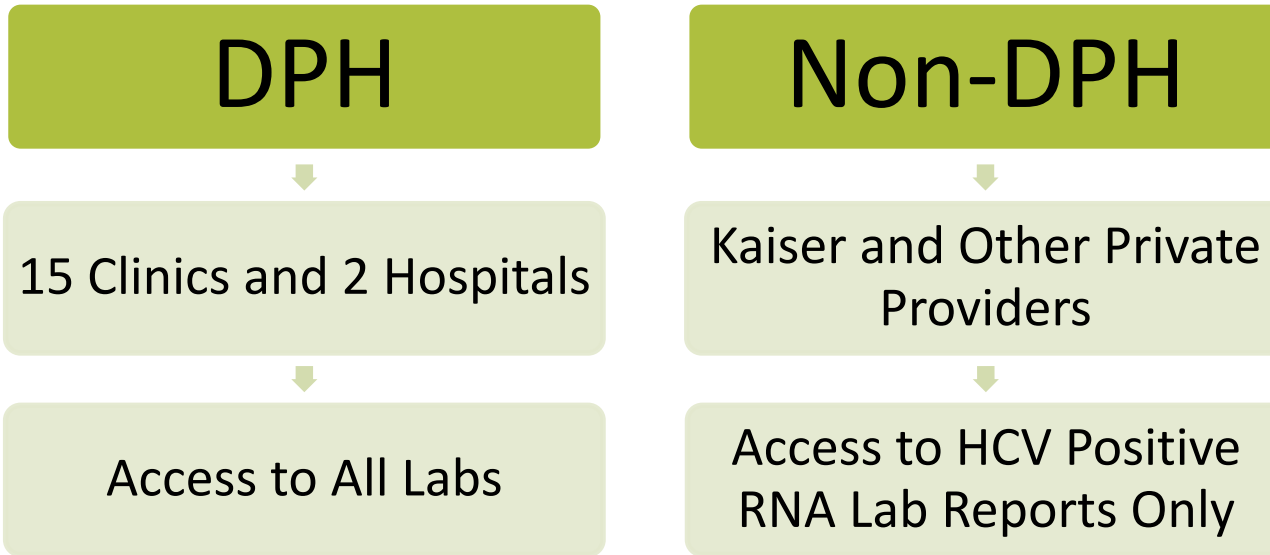 DPH
15 Clinics and 2 Hospitals
Access to All Labs
Non-DPH
Kaiser and Other Private
Providers
Access to HCV Positive
RNA Lab Reports Only